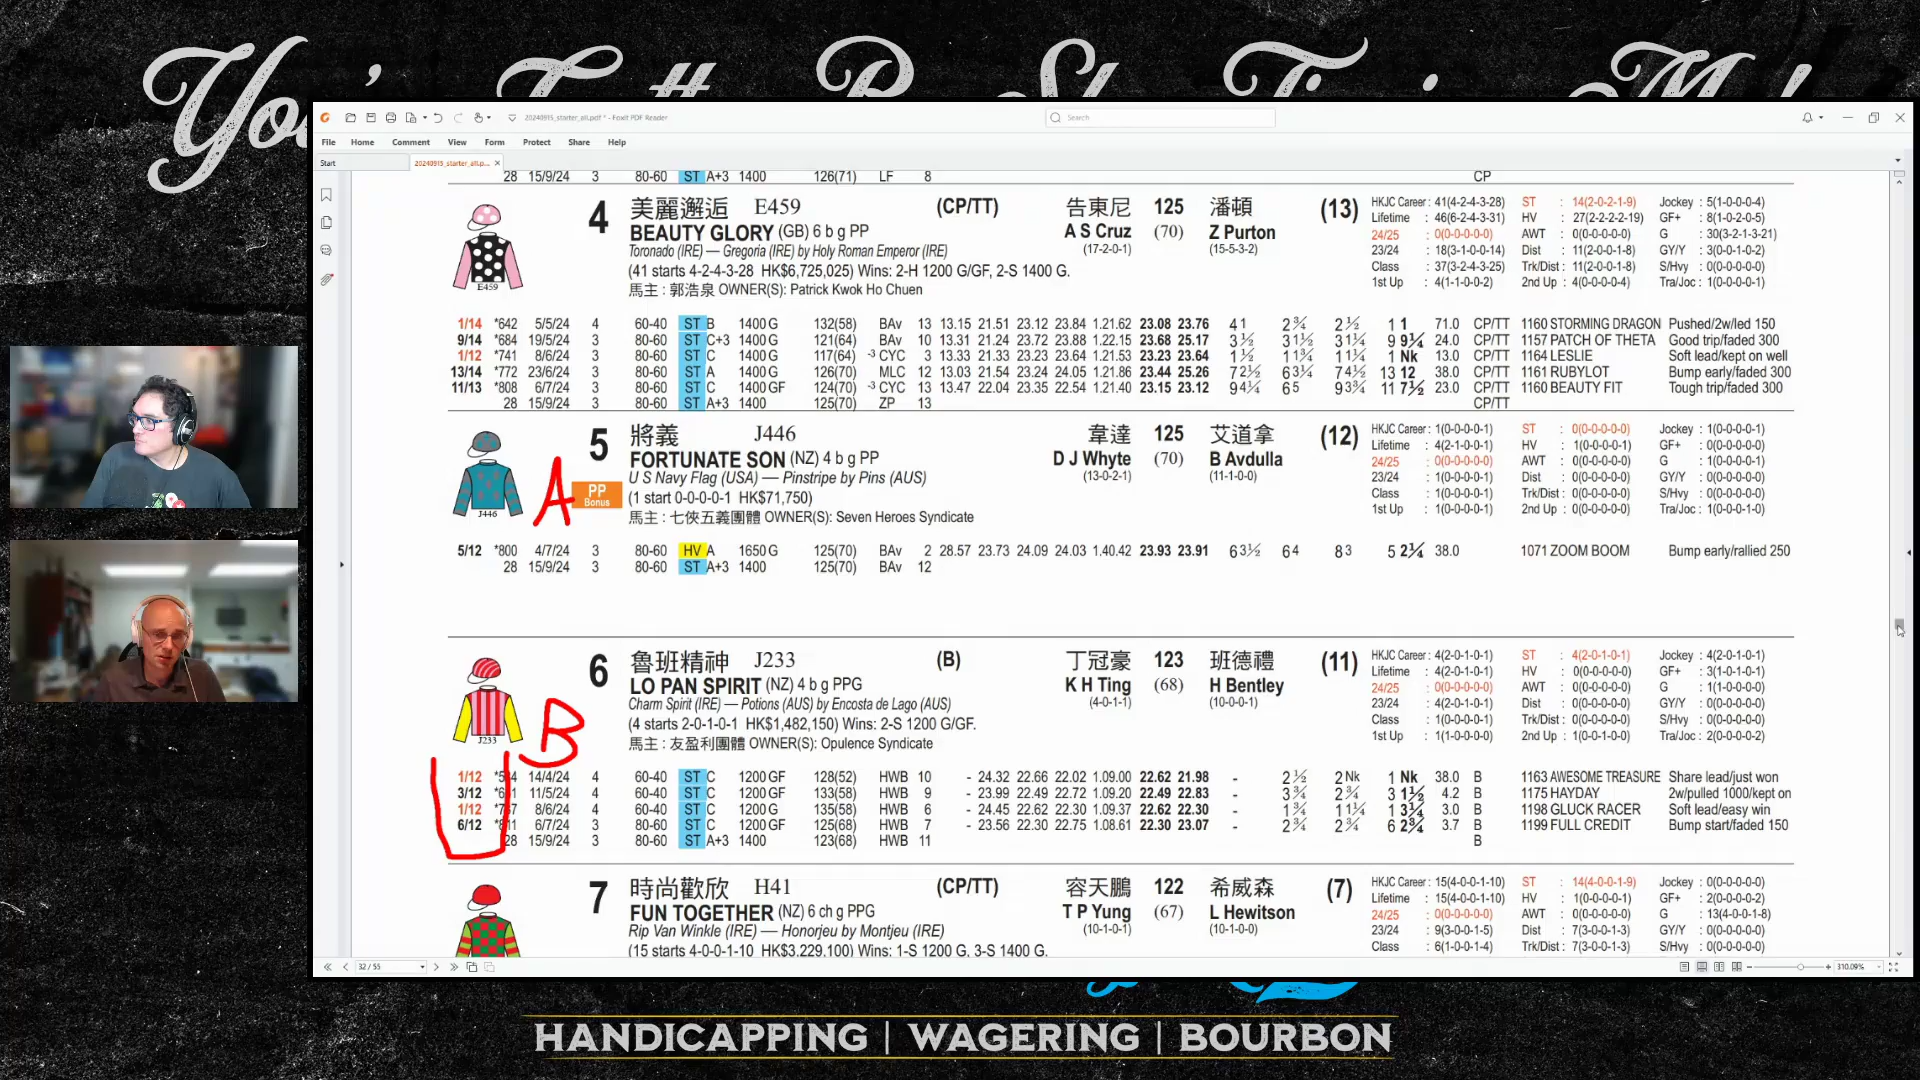 20240915_starter_all.pdf * - Foxit PDF Reader
Search
File Home Comment View Form Protect Share Help
Start
20240915_starter_all.p...
28 15/9/24 3 80-60 ST A+3 1400 126(71) LF 8 CP
4 美麗邂逅 E459 (CP/TT) 告東尼 125 潘頓 (13)
BEAUTY GLORY (GB) 6 b g PP A S Cruz (70) Z Purton
Toronado (IRE) — Gregoria (IRE) by Holy Roman Emperor (IRE) (17-2-0-1) (15-5-3-2)
(41 starts 4-2-4-3-28 HK$6,725,025) Wins: 2-H 1200 G/GF, 2-S 1400 G.
馬主 : 郭浩泉 OWNER(S): Patrick Kwok Ho Chuen
E459
HKJC Career : 41(4-2-4-3-28) ST : 14(2-0-2-1-9) Jockey : 5(1-0-0-0-4)
Lifetime : 46(6-2-4-3-31) HV : 27(2-2-2-2-19) GF+ : 8(1-0-2-0-5)
24/25 : 0(0-0-0-0-0) AWT : 0(0-0-0-0-0) G : 30(3-2-1-3-21)
23/24 : 18(3-1-0-0-14) Dist : 11(2-0-0-1-8) GY/Y : 3(0-0-1-0-2)
Class : 37(3-2-4-3-25) Trk/Dist : 11(2-0-0-1-8) S/Hvy : 0(0-0-0-0-0)
1st Up : 4(1-1-0-0-2) 2nd Up : 4(0-0-0-0-4) Tra/Joc : 1(0-0-0-0-1)
1/14 *642 5/5/24 4 60-40 ST B 1400 G 132(58) BAv 13 13.15 21.51 23.12 23.84 1.21.62 23.08 23.76 4 1 2 ¾ 2 ½ 1 1 71.0 CP/TT 1160 STORMING DRAGON Pushed/2w/led 150
9/14 *684 19/5/24 3 80-60 ST C+3 1400 G 121(64) BAv 10 13.31 21.24 23.72 23.88 1.22.15 23.68 25.17 3 ½ 3 1½ 3 1¼ 9 9¼ 24.0 CP/TT 1157 PATCH OF THETA Good trip/faded 300
1/12 *741 8/6/24 3 80-60 ST C 1400 G 117(64) -3 CYC 3 13.33 21.33 23.23 23.64 1.21.53 23.23 23.64 1 ½ 1 1¾ 1 1¼ 1 Nk 13.0 CP/TT 1164 LESLIE Soft lead/kept on well
13/14 *772 23/6/24 3 80-60 ST A 1400 G 126(70) MLC 12 13.03 21.54 23.24 24.05 1.21.86 23.44 25.26 7 2½ 6 3¼ 7 4½ 13 12 38.0 CP/TT 1161 RUBYLOT Bump early/faded 300
11/13 *808 6/7/24 3 80-60 ST C 1400 GF 124(70) -3 CYC 13 13.47 22.04 23.35 22.54 1.21.40 23.15 23.12 9 4¼ 6 5 9 3¾ 11 7½ 23.0 CP/TT 1160 BEAUTY FIT Tough trip/faded 300
28 15/9/24 3 80-60 ST A+3 1400 125(70) ZP 13 CP/TT
5 將義 J446 韋達 125 艾道拿 (12)
FORTUNATE SON (NZ) 4 b g PP D J Whyte (70) B Avdulla
U S Navy Flag (USA) — Pinstripe by Pins (AUS) (13-0-2-1) (11-1-0-0)
A
PP Bonus
(1 start 0-0-0-0-1 HK$71,750)
馬主 : 七俠五義團體 OWNER(S): Seven Heroes Syndicate
J446
HKJC Career : 1(0-0-0-0-1) ST : 0(0-0-0-0-0) Jockey : 1(0-0-0-0-1)
Lifetime : 4(2-1-0-0-1) HV : 1(0-0-0-0-1) GF+ : 0(0-0-0-0-0)
24/25 : 0(0-0-0-0-0) AWT : 0(0-0-0-0-0) G : 1(0-0-0-0-1)
23/24 : 1(0-0-0-0-1) Dist : 0(0-0-0-0-0) GY/Y : 0(0-0-0-0-0)
Class : 1(0-0-0-0-1) Trk/Dist : 0(0-0-0-0-0) S/Hvy : 0(0-0-0-0-0)
1st Up : 1(0-0-0-0-1) 2nd Up : 0(0-0-0-0-0) Tra/Joc : 1(0-0-0-1-0)
5/12 *800 4/7/24 3 80-60 HV A 1650 G 125(70) BAv 2 28.57 23.73 24.09 24.03 1.40.42 23.93 23.91 6 3½ 6 4 8 3 5 2¼ 38.0 1071 ZOOM BOOM Bump early/rallied 250
28 15/9/24 3 80-60 ST A+3 1400 125(70) BAv 12
6 魯班精神 J233 (B) 丁冠豪 123 班德禮 (11)
LO PAN SPIRIT (NZ) 4 b g PPG K H Ting (68) H Bentley
Charm Spirit (IRE) — Potions (AUS) by Encosta de Lago (AUS) (4-0-1-1) (10-0-0-1)
B
(4 starts 2-0-1-0-1 HK$1,482,150) Wins: 2-S 1200 G/GF.
馬主 : 友盈利團體 OWNER(S): Opulence Syndicate
J233
HKJC Career : 4(2-0-1-0-1) ST : 4(2-0-1-0-1) Jockey : 4(2-0-1-0-1)
Lifetime : 4(2-0-1-0-1) HV : 0(0-0-0-0-0) GF+ : 3(1-0-1-0-1)
24/25 : 0(0-0-0-0-0) AWT : 0(0-0-0-0-0) G : 1(1-0-0-0-0)
23/24 : 4(2-0-1-0-1) Dist : 0(0-0-0-0-0) GY/Y : 0(0-0-0-0-0)
Class : 1(0-0-0-0-1) Trk/Dist : 0(0-0-0-0-0) S/Hvy : 0(0-0-0-0-0)
1st Up : 1(1-0-0-0-0) 2nd Up : 1(0-0-1-0-0) Tra/Joc : 2(0-0-0-0-2)
1/12 14/4/24 4 60-40 ST C 1200 GF 128(52) HWB 10 - 24.32 22.66 22.02 1.09.00 22.62 21.98 - 2 ½ 2 Nk 1 Nk 38.0 B 1163 AWESOME TREASURE Share lead/just won
3/12 11/5/24 4 60-40 ST C 1200 GF 133(58) HWB 9 - 23.99 22.49 22.72 1.09.20 22.49 22.83 - 3 ¾ 2 ¾ 3 1½ 4.2 B 1175 HAYDAY 2w/pulled 1000/kept on
1/12 8/6/24 4 60-40 ST C 1200 G 135(58) HWB 6 - 24.45 22.62 22.30 1.09.37 22.62 22.30 - 1 ¾ 1 1¼ 1 3¼ 3.0 B 1198 GLUCK RACER Soft lead/easy win
6/12 6/7/24 3 80-60 ST C 1200 GF 125(68) HWB 7 - 23.56 22.30 22.75 1.08.61 22.30 23.07 - 2 ¾ 2 ¾ 6 2¾ 3.7 B 1199 FULL CREDIT Bump start/faded 150
28 15/9/24 3 80-60 ST A+3 1400 123(68) HWB 11 B
7 時尚歡欣 H41 (CP/TT) 容天鵬 122 希威森 (7)
FUN TOGETHER (NZ) 6 ch g PPG T P Yung (67) L Hewitson
Rip Van Winkle (IRE) — Honorjeu by Montjeu (IRE) (10-1-0-1) (10-1-0-0)
(15 starts 4-0-0-1-10 HK$3,229,100) Wins: 1-S 1200 G, 3-S 1400 G.
HKJC Career : 15(4-0-0-1-10) ST : 14(4-0-0-1-9) Jockey : 0(0-0-0-0-0)
Lifetime : 15(4-0-0-1-10) HV : 1(0-0-0-0-1) GF+ : 2(0-0-0-0-2)
24/25 : 0(0-0-0-0-0) AWT : 0(0-0-0-0-0) G : 13(4-0-0-1-8)
23/24 : 9(3-0-0-1-5) Dist : 7(3-0-0-1-3) GY/Y : 0(0-0-0-0-0)
Class : 6(1-0-0-1-4) Trk/Dist : 7(3-0-0-1-3) S/Hvy : 0(0-0-0-0-0)
32 / 55
310.09%
HANDICAPPING | WAGERING | BOURBON